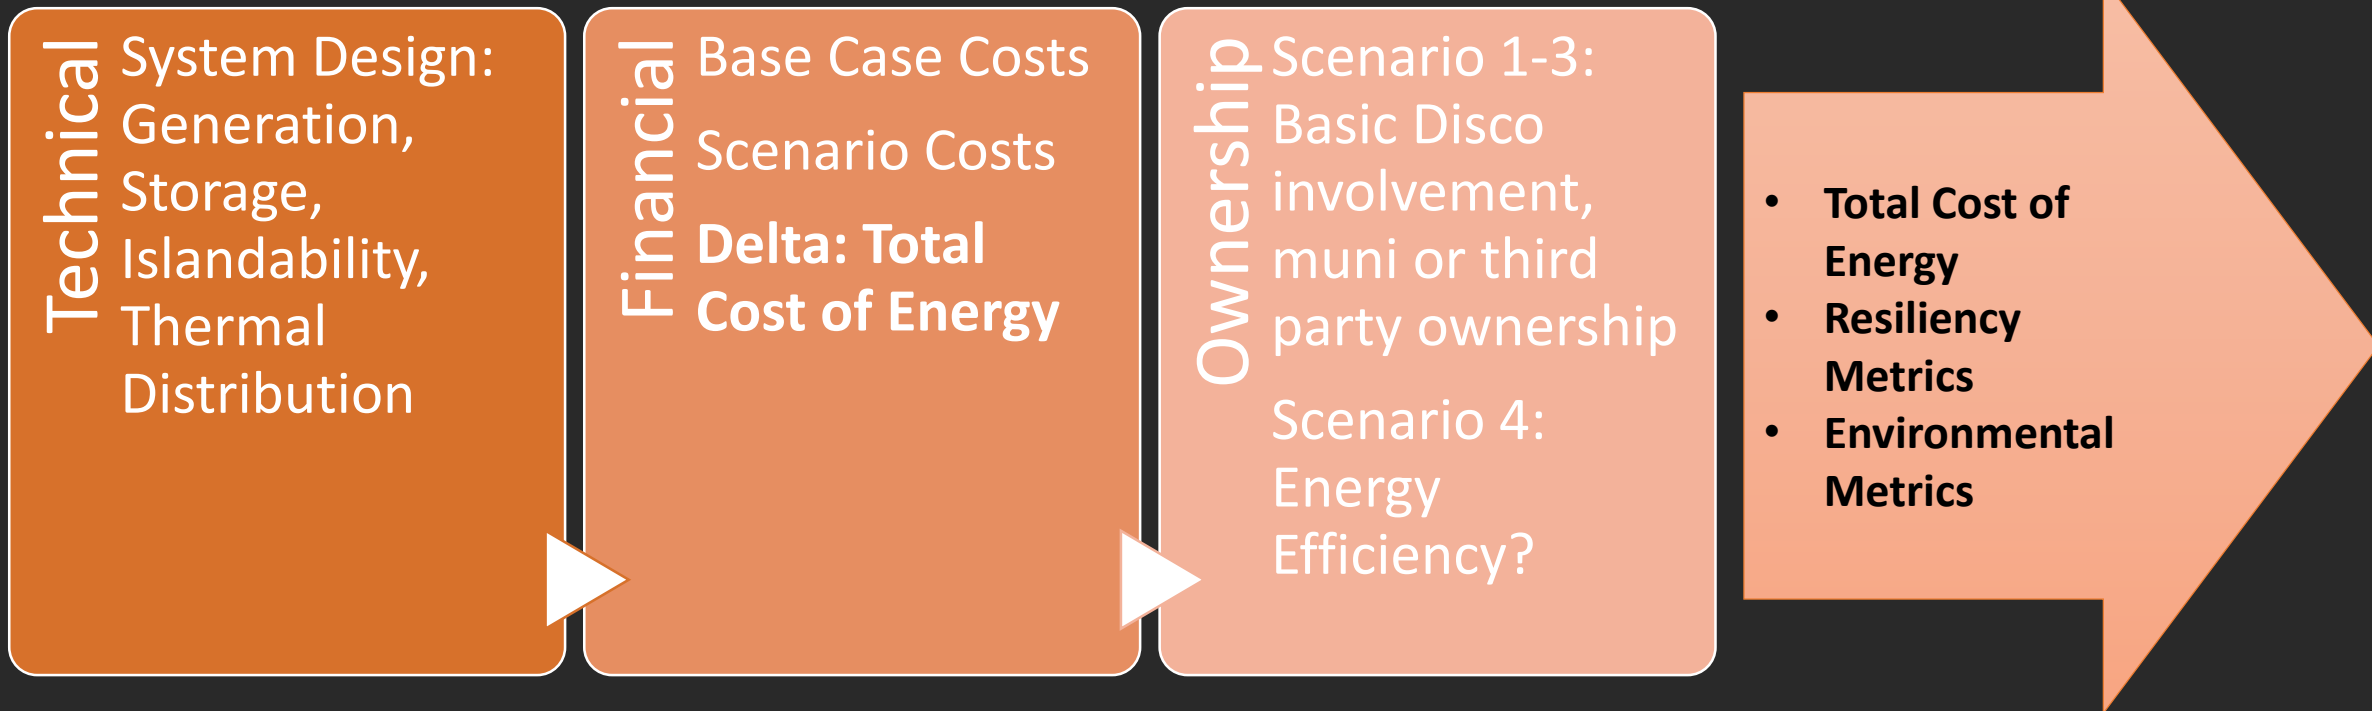 Technical
System Design:
Generation,
Storage,
Islandability,
Thermal
Distribution
Financial
Base Case Costs
Scenario Costs
Delta: Total
Cost of Energy
Ownership
Scenario 1-3:
Basic Disco
involvement,
muni or third
party ownership
Scenario 4:
Energy
Efficiency?
• Total Cost of
Energy
• Resiliency
Metrics
• Environmental
Metrics